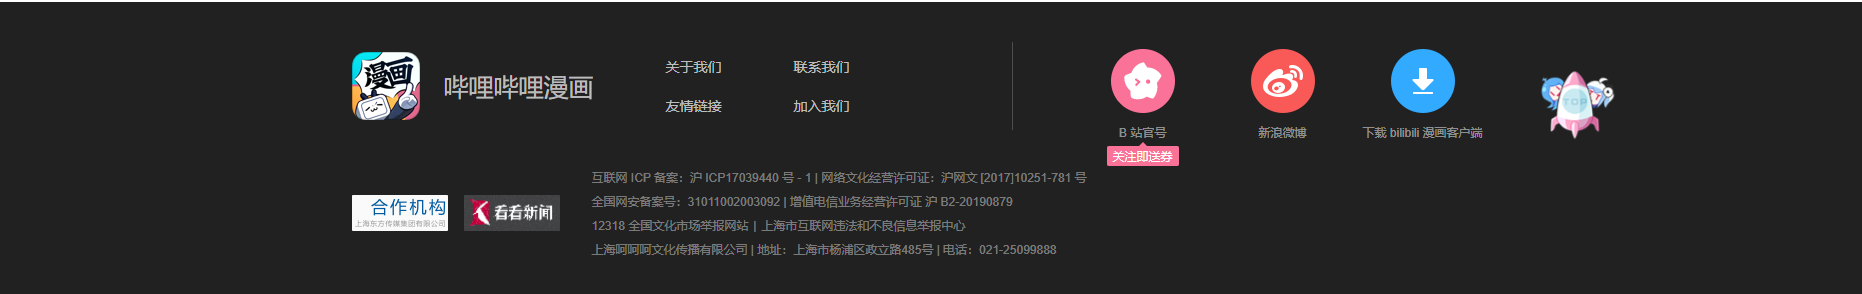 漫画
哔哩哔哩漫画
关于我们
联系我们
友情链接
加入我们
B 站官号
关注即送券
新浪微博
下载 bilibili 漫画客户端
TOP
合作机构
上海东方传媒集团有限公司
看看新闻
互联网 ICP 备案：沪 ICP17039440 号 - 1 | 网络文化经营许可证：沪网文 [2017]10251-781 号
全国网安备案号：31011002003092 | 增值电信业务经营许可证 沪 B2-20190879
12318 全国文化市场举报网站 | 上海市互联网违法和不良信息举报中心
上海呵呵呵文化传播有限公司 | 地址：上海市杨浦区政立路485号 | 电话：021-25099888